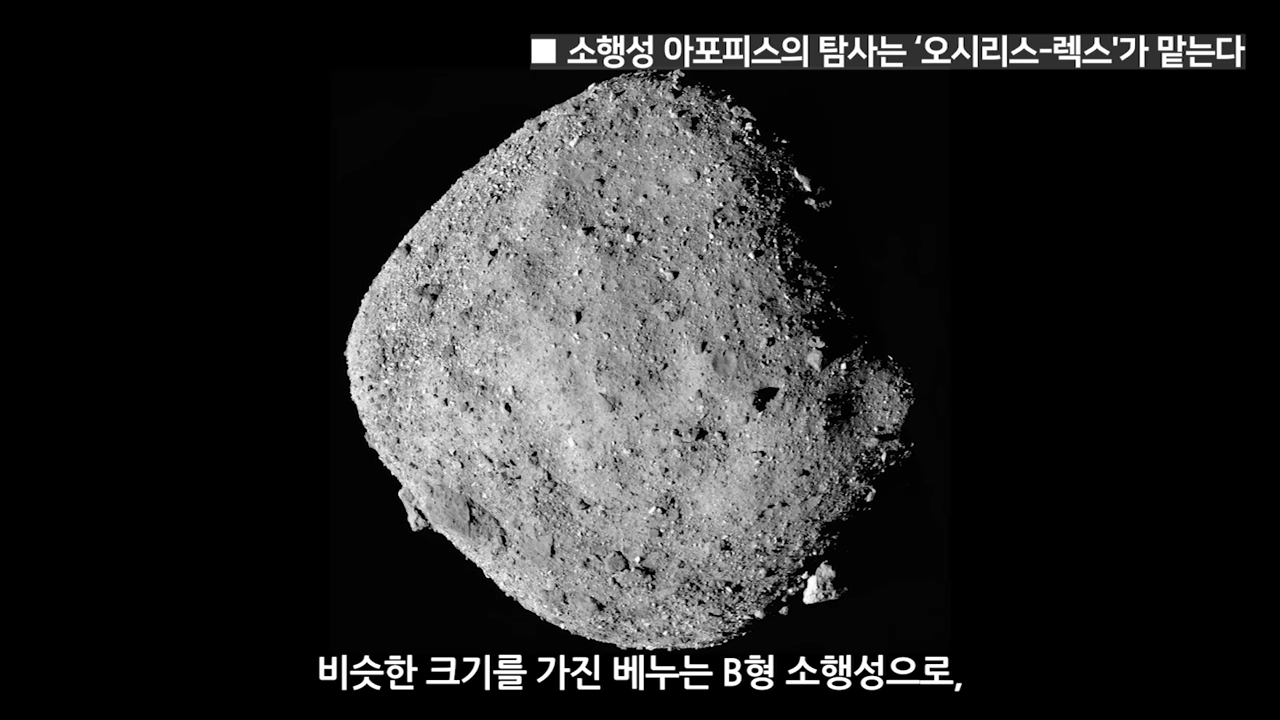 ■ 소행성 아포피스의 탐사는 ‘오시리스-렉스'가 맡는다
비슷한 크기를 가진 베누는 B형 소행성으로,